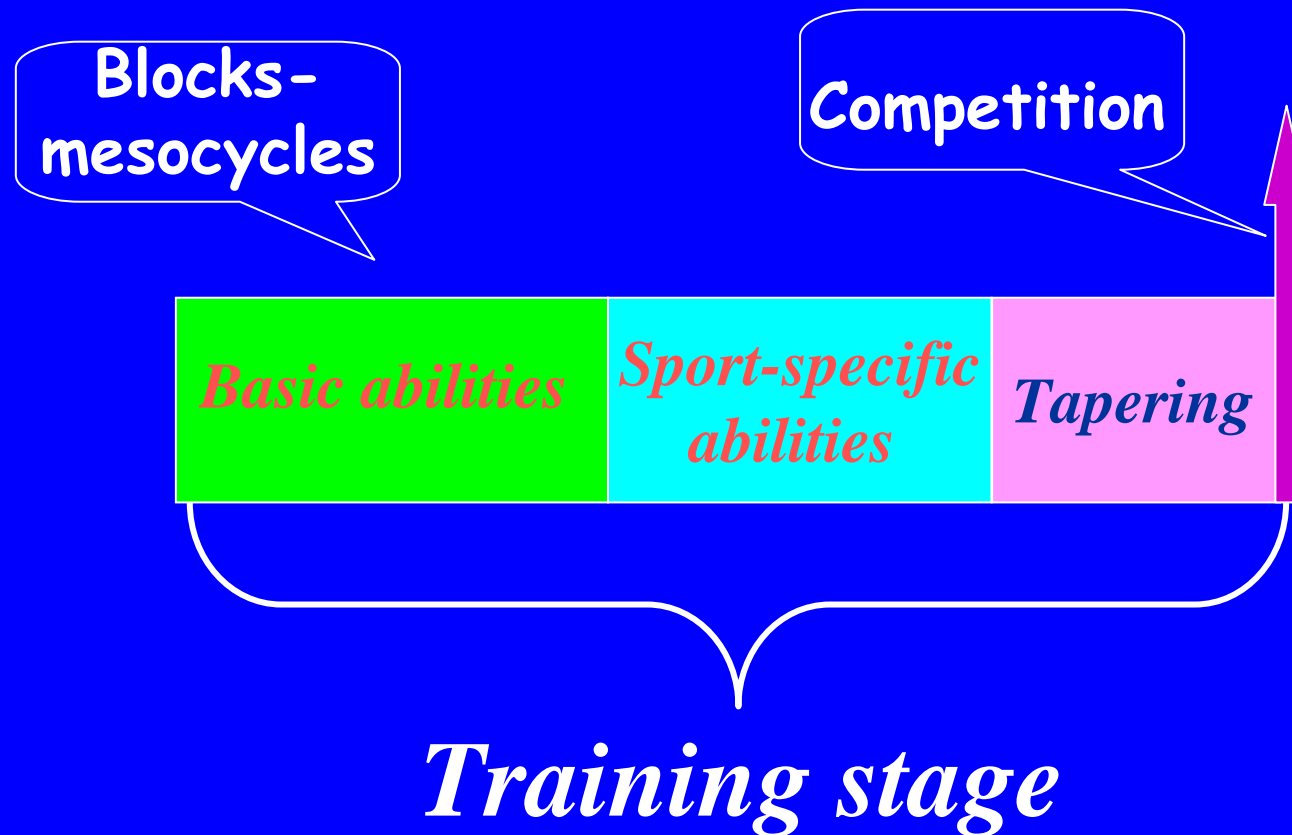 Blocks-
mesocycles
Competition
Basic abilities
Sport-specific
abilities
Tapering
Training stage